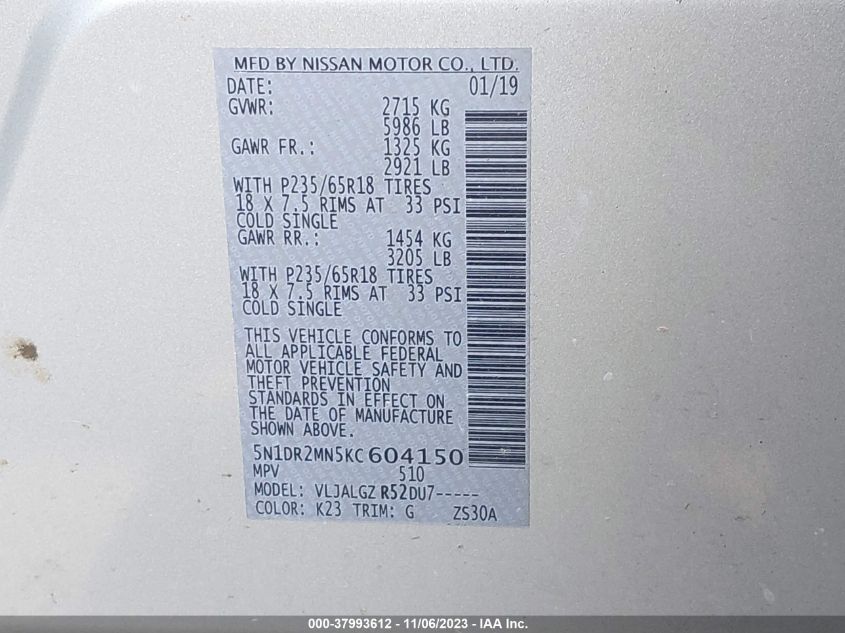 MFD BY NISSAN MOTOR CO., LTD.
DATE: 01/19
GVWR: 2715 KG
5986 LB
GAWR FR.: 1325 KG
2921 LB
WITH P235/65R18 TIRES
18 X 7.5 RIMS AT 33 PSI
COLD SINGLE
GAWR RR.: 1454 KG
3205 LB
WITH P235/65R18 TIRES
18 X 7.5 RIMS AT 33 PSI
COLD SINGLE
THIS VEHICLE CONFORMS TO
ALL APPLICABLE FEDERAL
MOTOR VEHICLE SAFETY AND
THEFT PREVENTION
STANDARDS IN EFFECT ON
THE DATE OF MANUFACTURE
SHOWN ABOVE.
5N1DR2MN5KC604150
MPV 510
MODEL: VLJALGZ R52DU7-----
COLOR: K23 TRIM: G ZS30A
000-37993612 - 11/06/2023 - IAA Inc.